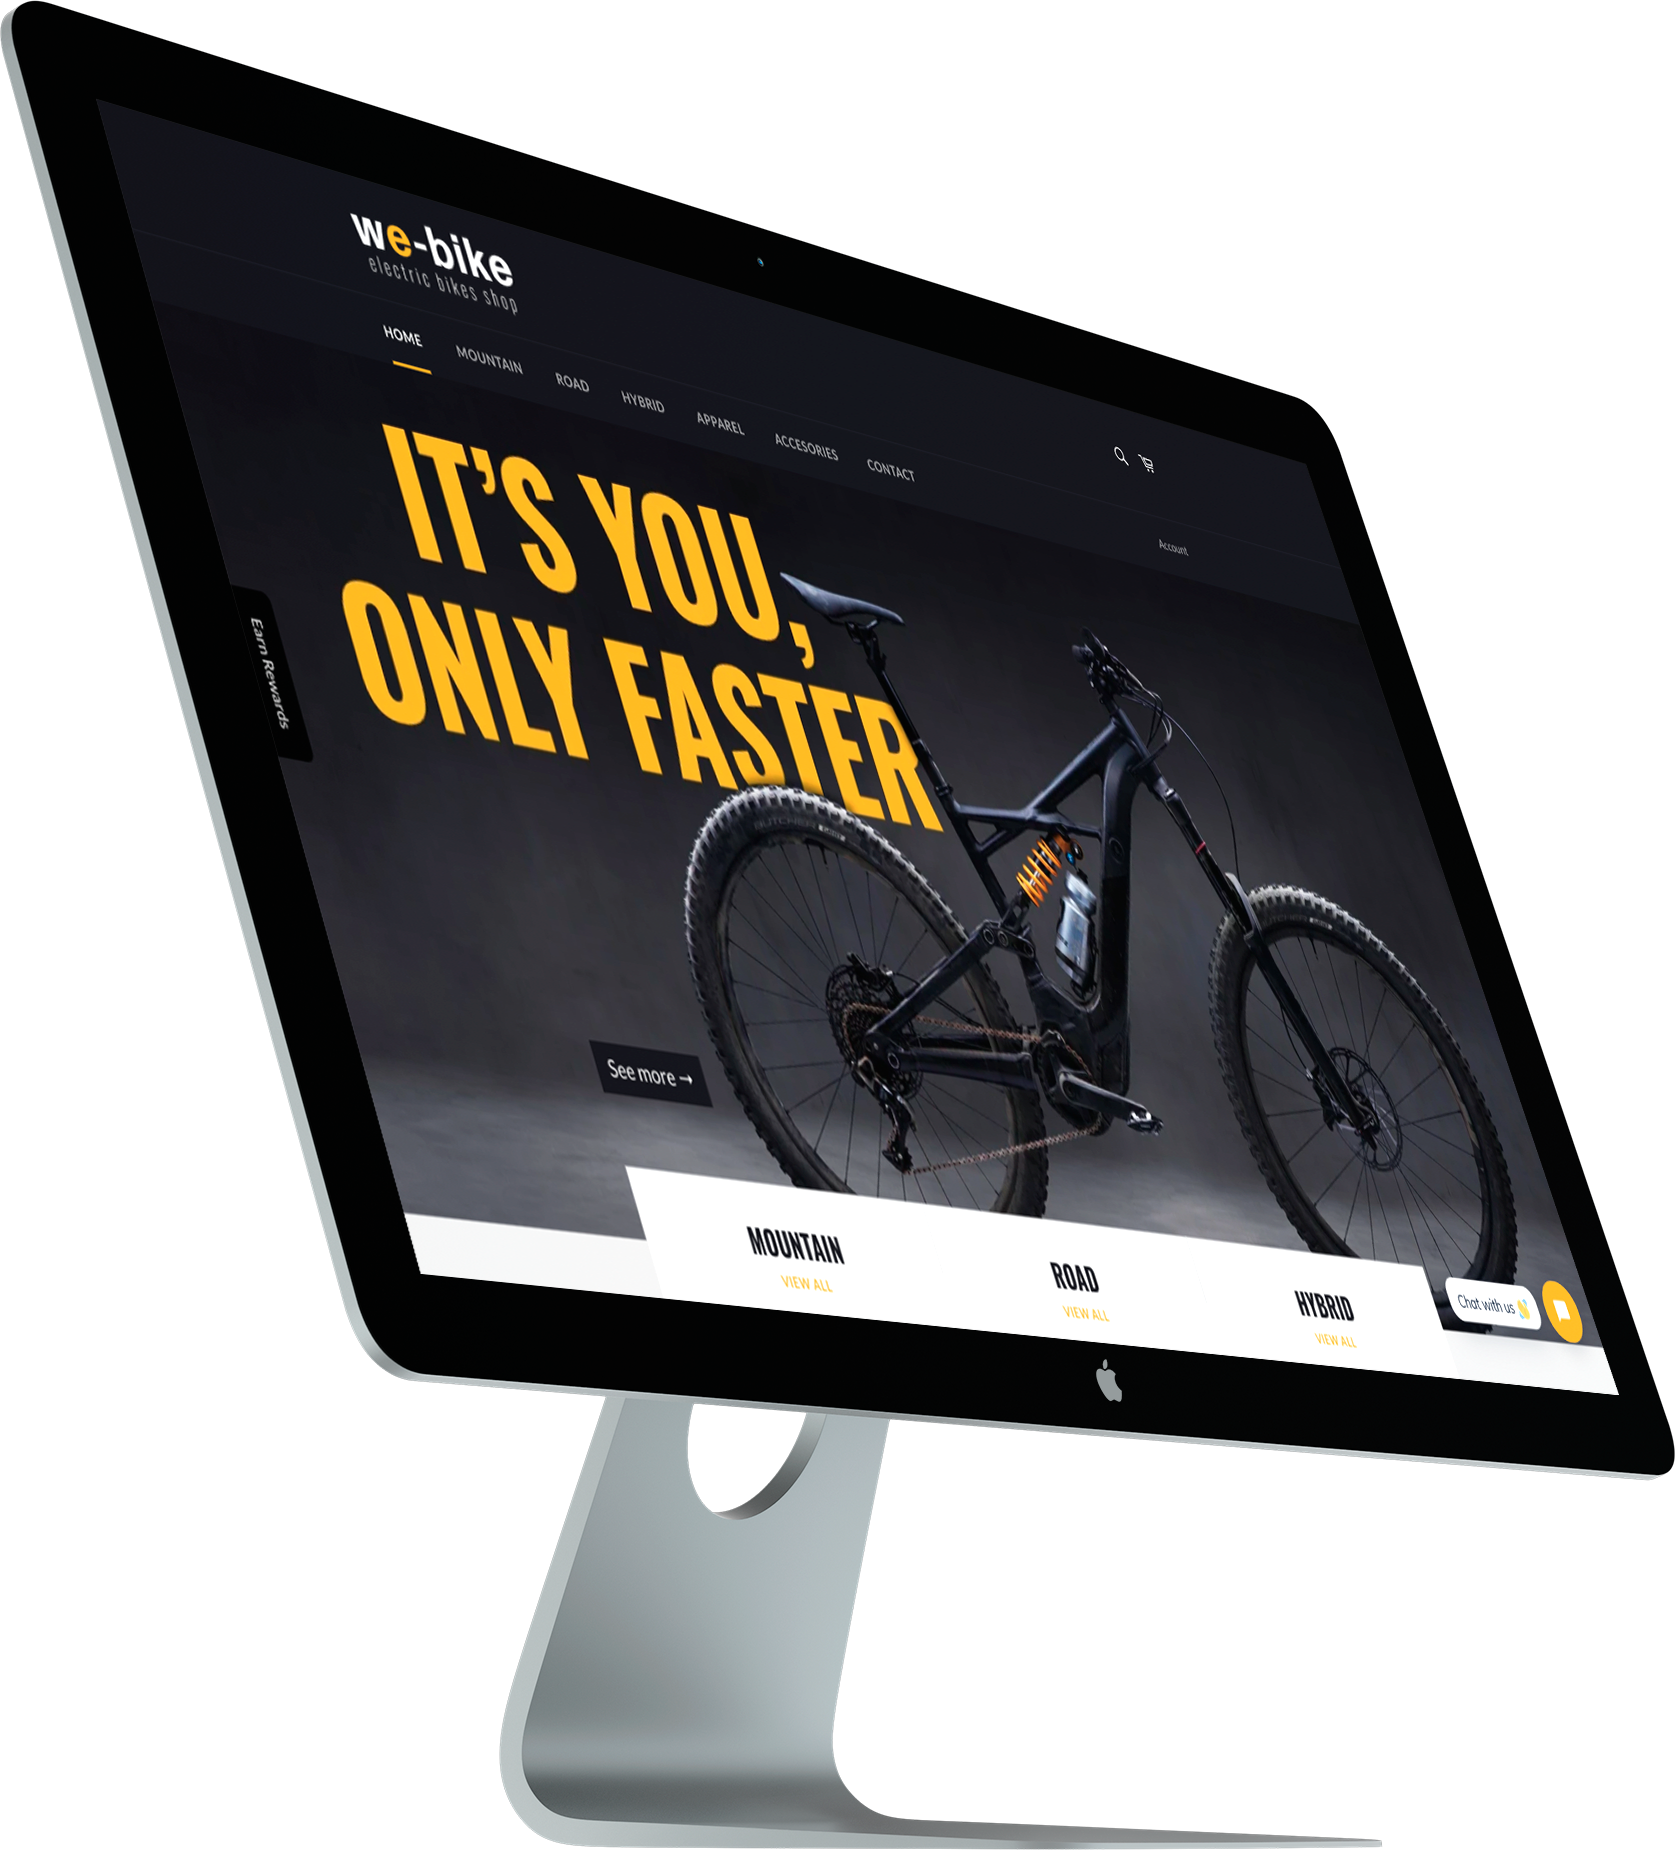 we-bike
electric bikes shop
HOME MOUNTAIN ROAD HYBRID APPAREL ACCESORIES CONTACT
Account
IT'S YOU,
ONLY FASTER
Earn Rewards
BUTCHER
See more →
MOUNTAIN
VIEW ALL
ROAD
VIEW ALL
HYBRID
VIEW ALL
Chat with us 👋